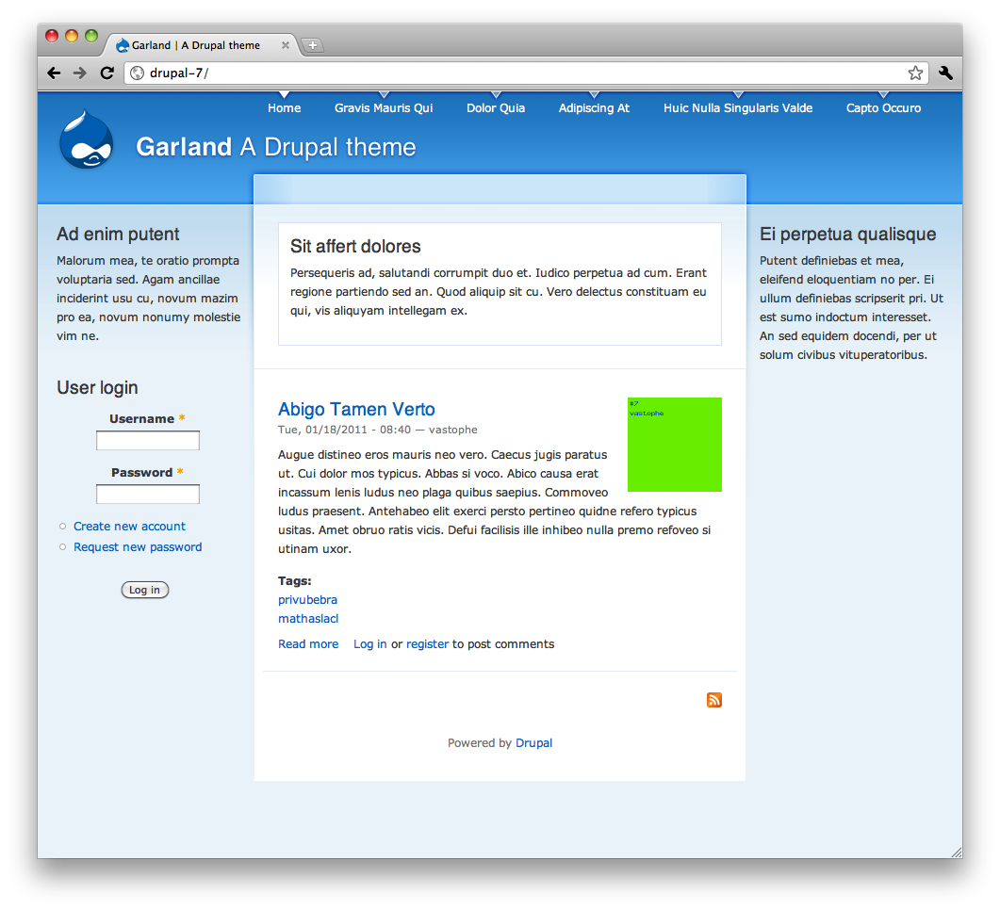 Garland | A Drupal theme
drupal-7/
Home Gravis Mauris Qui Dolor Quia Adipiscing At Huic Nulla Singularis Valde Capto Occuro
Garland A Drupal theme
Ad enim putent
Malorum mea, te oratio prompta
voluptaria sed. Agam ancillae
inciderint usu cu, novum mazim
pro ea, novum nonumy molestie
vim ne.
User login
Username *
Password *
Create new account
Request new password
Log in
Sit affert dolores
Persequeris ad, salutandi corrumpit duo et. Iudico perpetua ad cum. Erant
regione partiendo sed an. Quod aliquip sit cu. Vero delectus constituam eu
qui, vis aliquyam intellegam ex.
Abigo Tamen Verto
Tue, 01/18/2011 - 08:40 — vastophe
#7
vastophe
Augue distineo eros mauris neo vero. Caecus jugis paratus
ut. Cui dolor mos typicus. Abbas si voco. Abico causa erat
incassum lenis ludus neo plaga quibus saepius. Commoveo
ludus praesent. Antehabeo elit exerci persto pertineo quidne refero typicus
usitas. Amet obruo ratis vicis. Defui facilisis ille inhibeo nulla premo refoveo si
utinam uxor.
Tags:
privubebra
mathaslacl
Read more Log in or register to post comments
Powered by Drupal
Ei perpetua qualisque
Putent definiebas et mea,
eleifend eloquentiam no per. Ei
ullum definiebas scripserit pri. Ut
est sumo indoctum interesset.
An sed equidem docendi, per ut
solum civibus vituperatoribus.